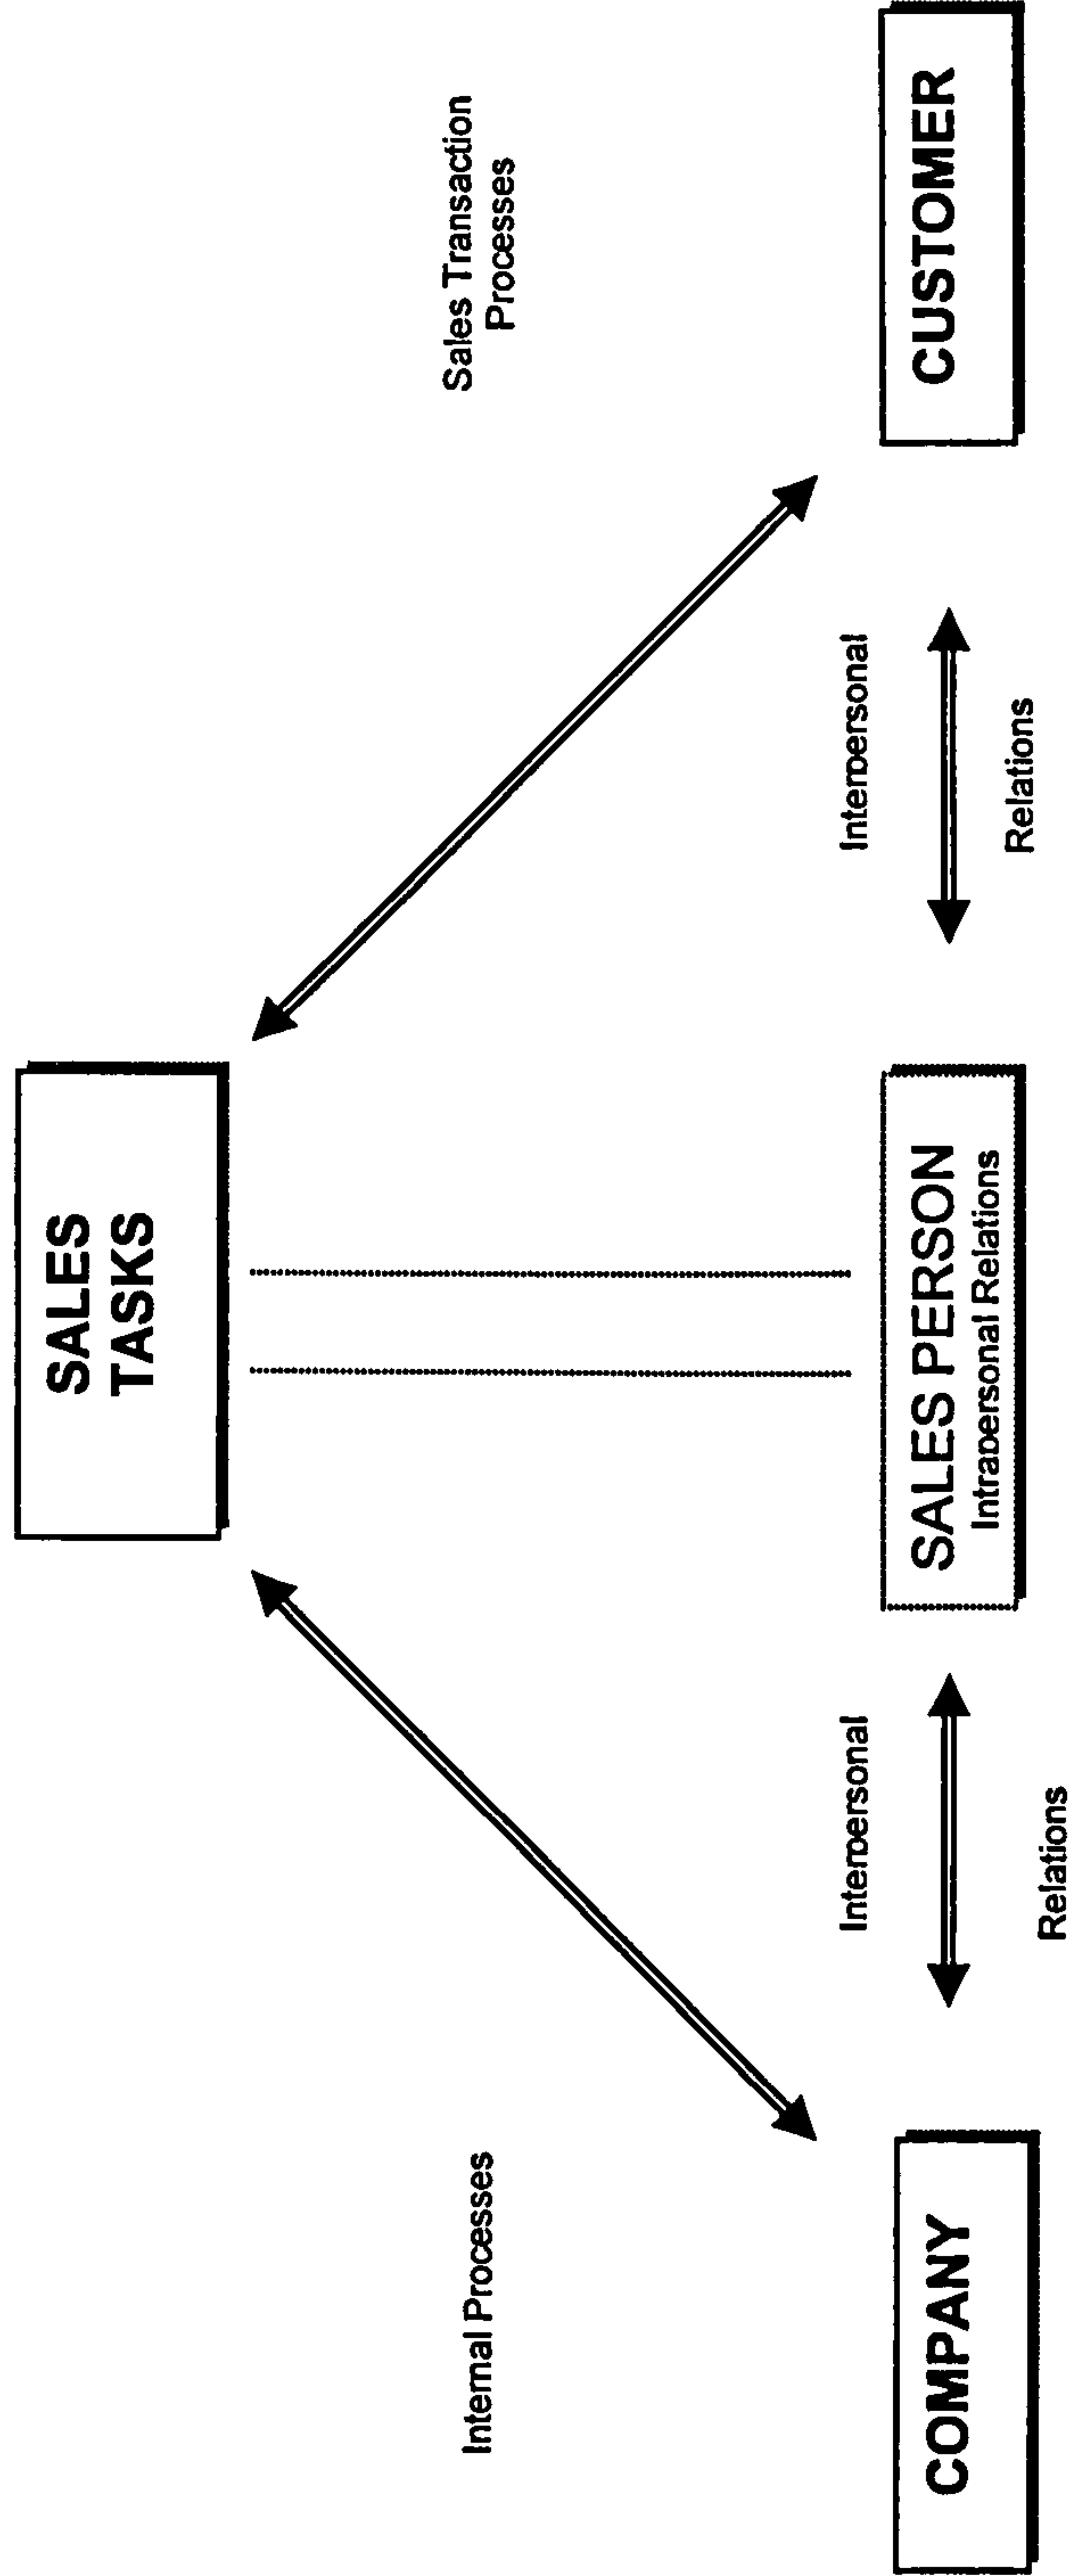 SALES
TASKS
Internal Processes
Sales Transaction
Processes
Interpersonal
Interpersonal
COMPANY
SALES PERSON
Intrapersonal Relations
CUSTOMER
Relations
Relations